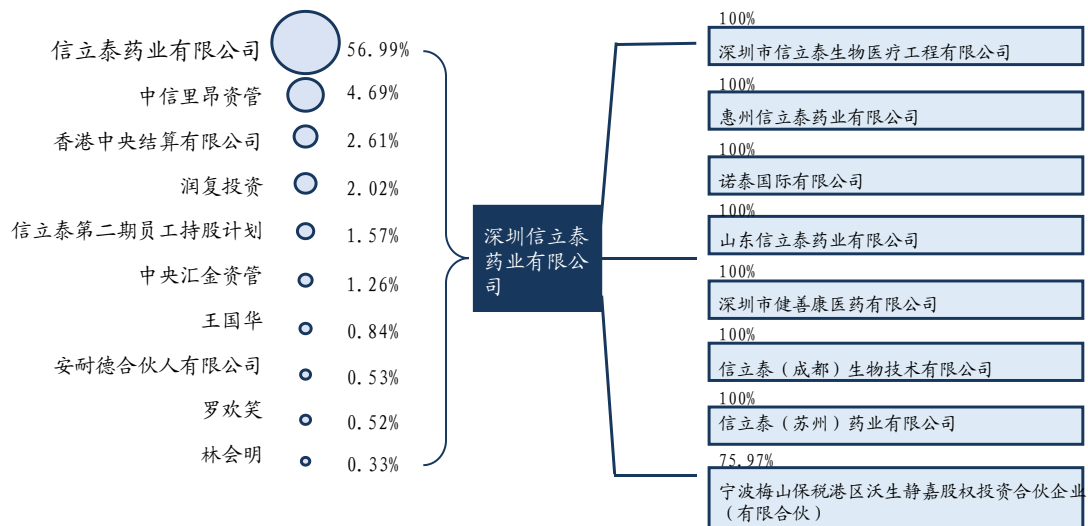 信立泰药业有限公司
56.99%
中信里昂资管
4.69%
香港中央结算有限公司
2.61%
润复投资
2.02%
信立泰第二期员工持股计划
1.57%
中央汇金资管
1.26%
王国华
0.84%
安耐德合伙人有限公司
0.53%
罗欢笑
0.52%
林会明
0.33%
深圳信立泰
药业有限公
司
100%
深圳市信立泰生物医疗工程有限公司
100%
惠州信立泰药业有限公司
100%
诺泰国际有限公司
100%
山东信立泰药业有限公司
100%
深圳市健善康医药有限公司
100%
信立泰（成都）生物技术有限公司
100%
信立泰（苏州）药业有限公司
75.97%
宁波梅山保税港区沃生静嘉股权投资合伙企业
（有限合伙）